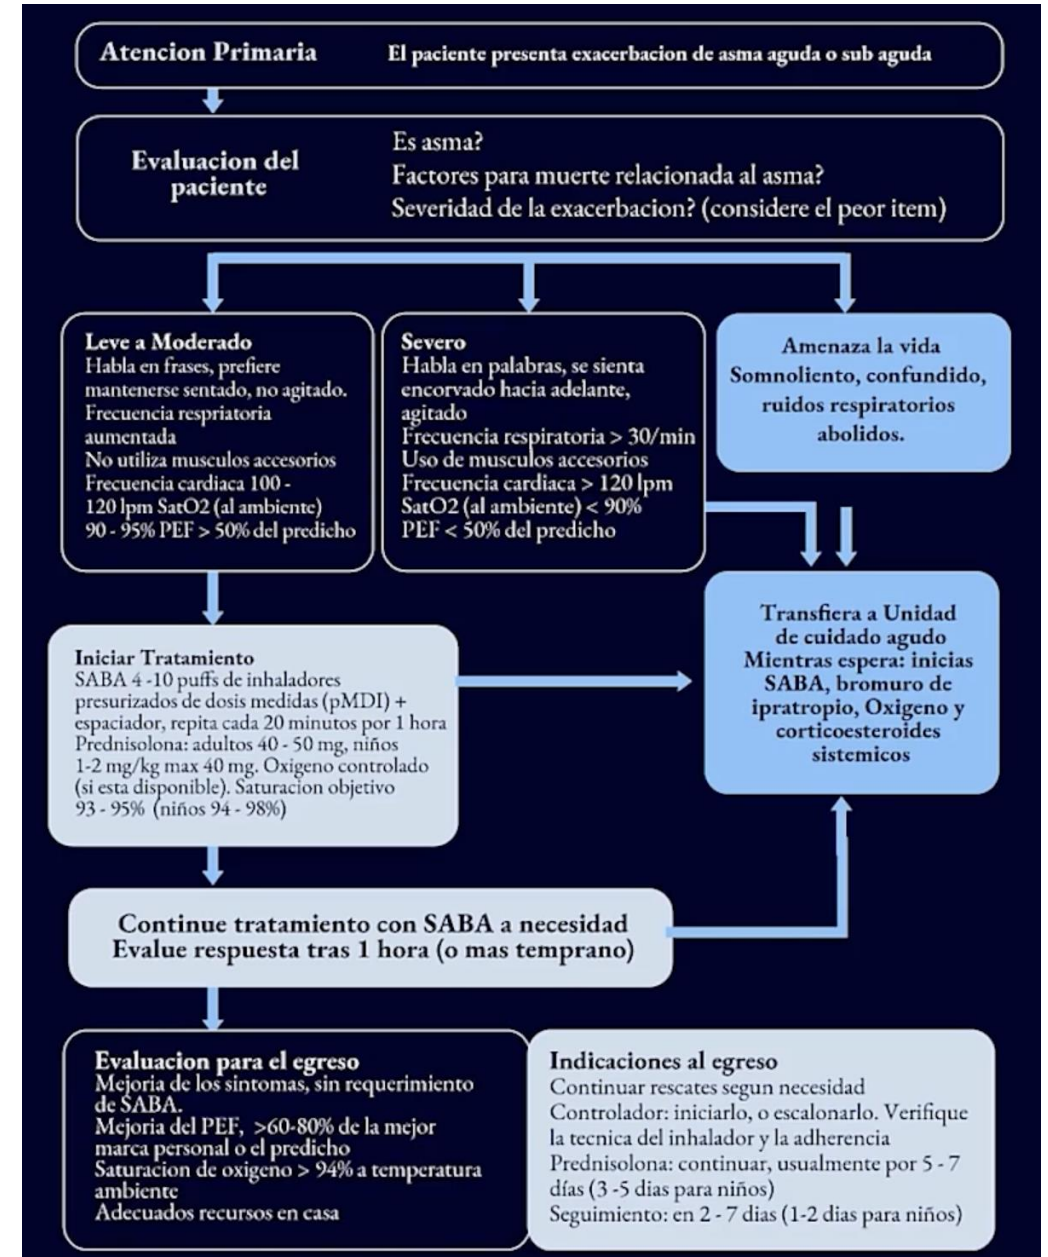 Atencion Primaria
El paciente presenta exacerbacion de asma aguda o sub aguda
Evaluacion del
paciente
Es asma?
Factores para muerte relacionada al asma?
Severidad de la exacerbacion? (considere el peor item)
Leve a Moderado
Habla en frases, prefiere
mantenerse sentado, no agitado.
Frecuencia respriatoria
aumentada
No utiliza musculos accesorios
Frecuencia cardiaca 100 -
120 lpm SatO2 (al ambiente)
90 - 95% PEF > 50% del predicho
Severo
Habla en palabras, se sienta
encorvado hacia adelante,
agitado
Frecuencia respiratoria > 30/min
Uso de musculos accesorios
Frecuencia cardiaca > 120 lpm
SatO2 (al ambiente) < 90%
PEF < 50% del predicho
Amenaza la vida
Somnoliento, confundido,
ruidos respiratorios
abolidos.
Iniciar Tratamiento
SABA 4 -10 puffs de inhaladores
presurizados de dosis medidas (pMDI) +
espaciador, repita cada 20 minutos por 1 hora
Prednisolona: adultos 40 - 50 mg, niños
1-2 mg/kg max 40 mg. Oxigeno controlado
(si esta disponible). Saturacion objetivo
93 - 95% (niños 94 - 98%)
Transfiera a Unidad
de cuidado agudo
Mientras espera: inicias
SABA, bromuro de
ipratropio, Oxigeno y
corticoesteroides
sistemicos
Continue tratamiento con SABA a necesidad
Evalue respuesta tras 1 hora (o mas temprano)
Evaluacion para el egreso
Mejoria de los sintomas, sin requerimiento
de SABA.
Mejoria del PEF, >60-80% de la mejor
marca personal o el predicho
Saturacion de oxigeno > 94% a temperatura
ambiente
Adecuados recursos en casa
Indicaciones al egreso
Continuar rescates segun necesidad
Controlador: iniciarlo, o escalonarlo. Verifique
la tecnica del inhalador y la adherencia
Prednisolona: continuar, usualmente por 5 - 7
días (3 -5 dias para niños)
Seguimiento: en 2 - 7 dias (1-2 dias para niños)